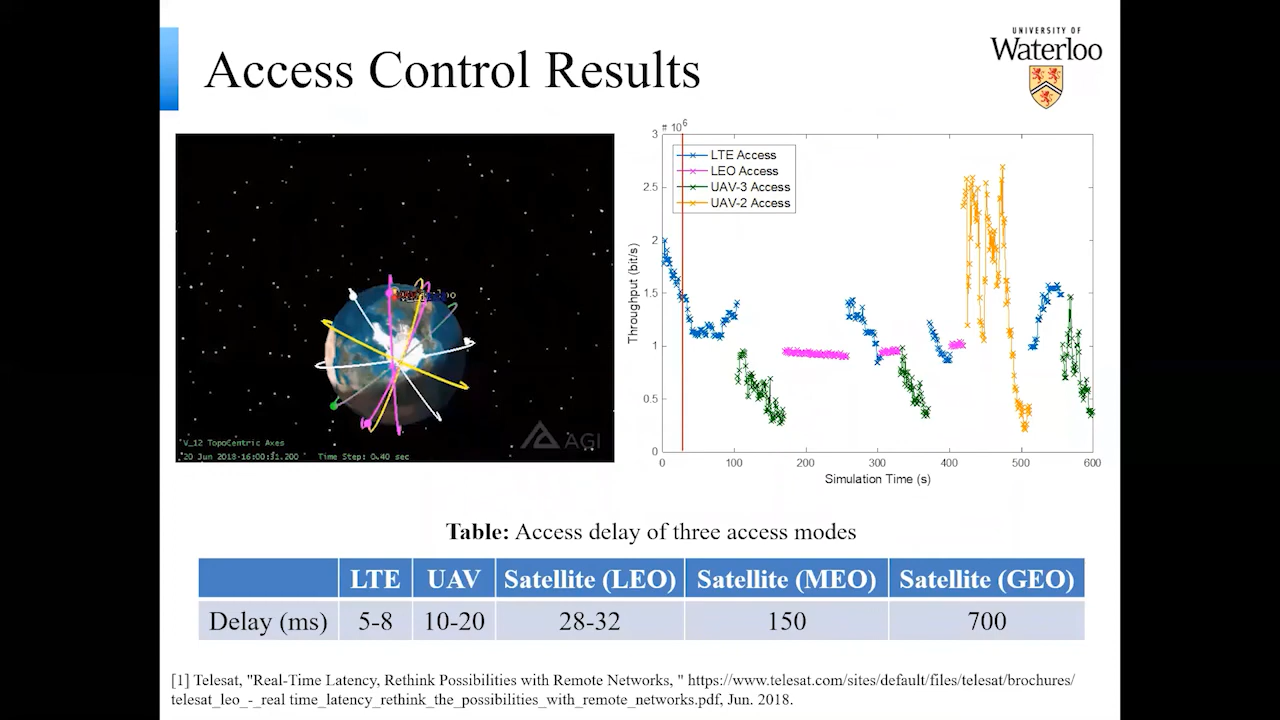 Access Control Results
UNIVERSITY OF
Waterloo
V_12 TopoCentric Axes
20 Jun 2018-16:00:31.200 Time Step: 0.40 sec
AGI
# 10^6
3
2.5
2
1.5
1
0.5
0
Throughput (bit/s)
LTE Access
LEO Access
UAV-3 Access
UAV-2 Access
0 100 200 300 400 500 600
Simulation Time (s)
Table: Access delay of three access modes
LTE UAV Satellite (LEO) Satellite (MEO) Satellite (GEO)
Delay (ms) 5-8 10-20 28-32 150 700
[1] Telesat, "Real-Time Latency, Rethink Possibilities with Remote Networks, " https://www.telesat.com/sites/default/files/telesat/brochures/
telesat_leo_-_real time_latency_rethink_the_possibilities_with_remote_networks.pdf, Jun. 2018.